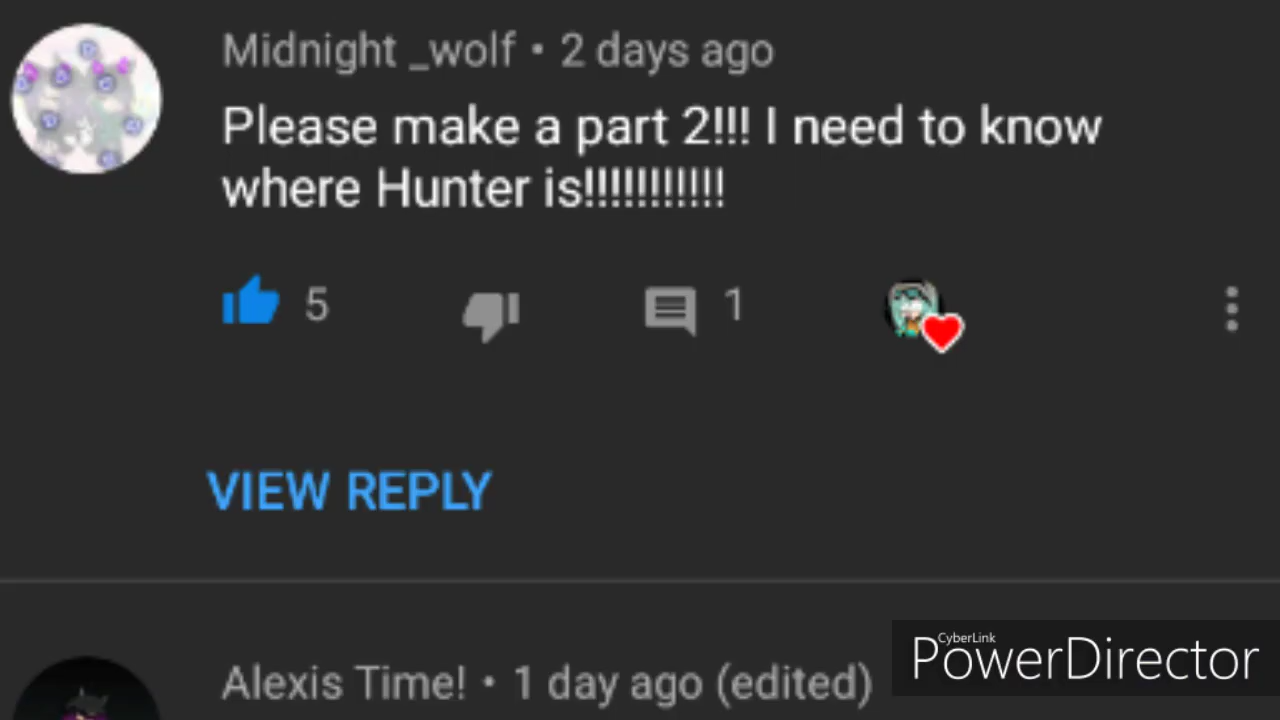 Midnight _wolf • 2 days ago
Please make a part 2!!! I need to know
where Hunter is!!!!!!!!!!!
5
1
VIEW REPLY
Alexis Time! • 1 day ago (edited)
CyberLink
PowerDirector